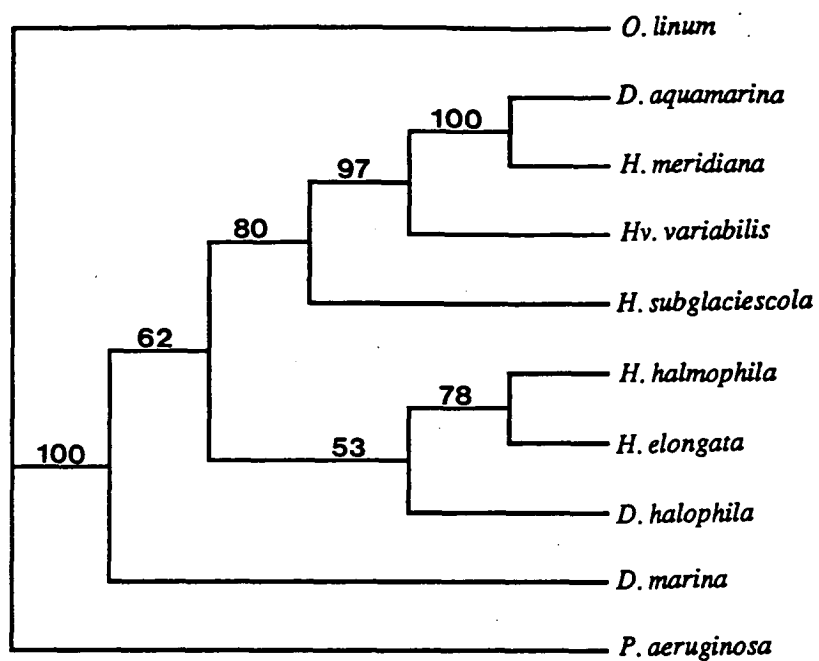 O. linum
D. aquamarina
100
H. meridiana
97
Hv. variabilis
80
H. subglaciescola
62
H. halmophila
78
H. elongata
53
100
D. halophila
D. marina
P. aeruginosa